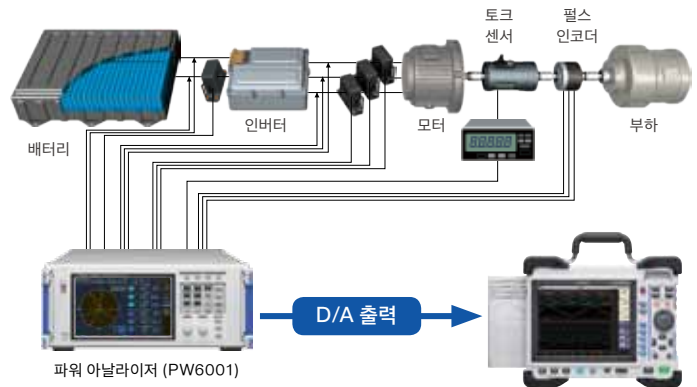 토크
센서
펄스
인코더
배터리
인버터
모터
부하
파워 아날라이저 (PW6001)
D/A 출력